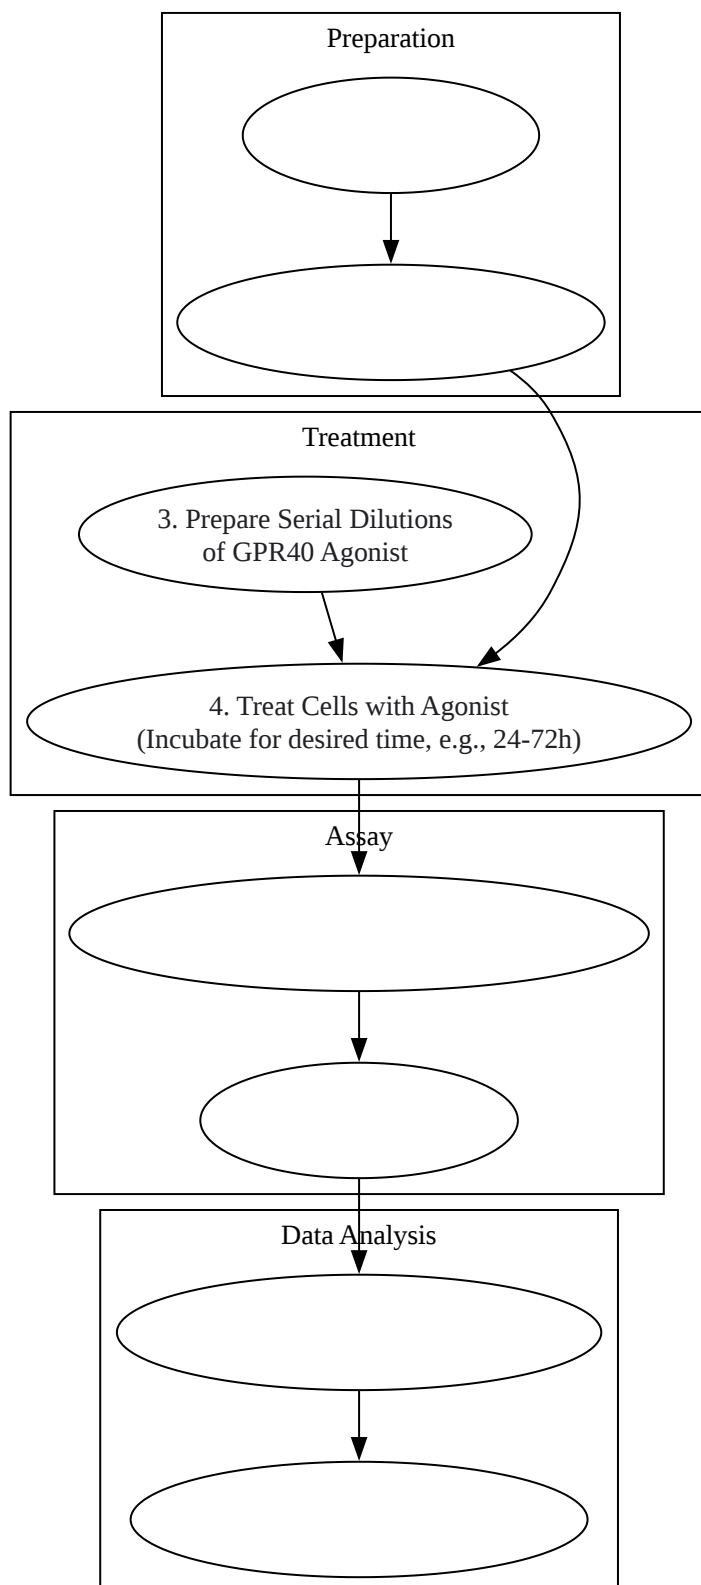 Preparation
Treatment
3. Prepare Serial Dilutions
of GPR40 Agonist
4. Treat Cells with Agonist
(Incubate for desired time, e.g., 24-72h)
Assay
Data Analysis